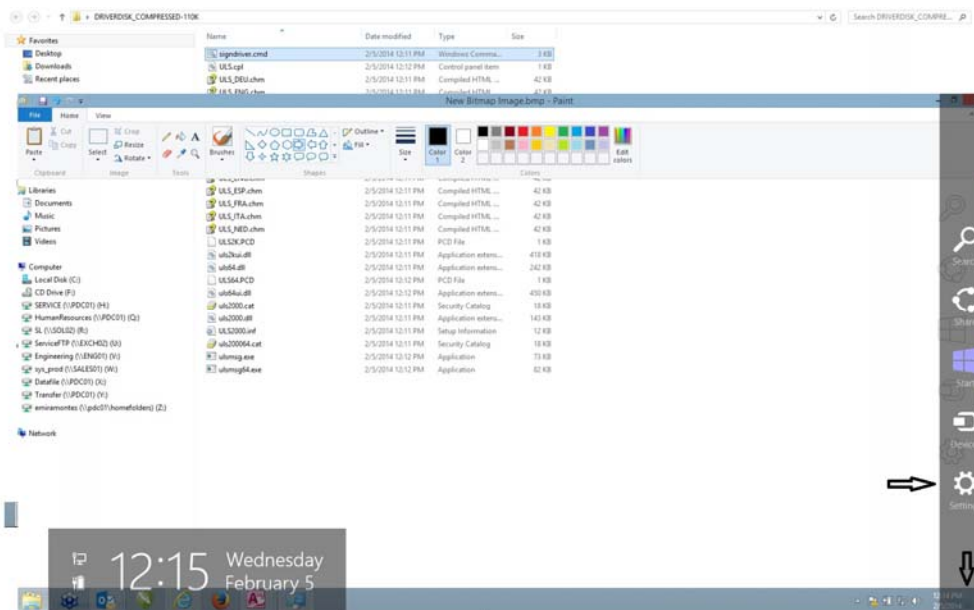 DRIVERDISK_COMPRESSED-110K
Search DRIVERDISK_COMPRE...
Favorites
Desktop
Downloads
Recent places
Name Date modified Type Size
signdriver.cmd 2/5/2014 12:11 PM Windows Comma... 3 KB
ULS.cpl 2/5/2014 12:12 PM Control panel item 1 KB
ULS_DEU.chm 2/5/2014 12:11 PM Compiled HTML ... 42 KB
ULS_ENG.chm 2/5/2014 12:11 PM Compiled HTML ... 42 KB
New Bitmap Image.bmp - Paint
File Home View
Paste
Cut
Copy
Clipboard
Select
Crop
Resize
Rotate
Image
A
Tools
Brushes
Outline
Fill
Shapes
Size
Color 1
Color 2
Edit colors
Colors
Libraries
Documents
Music
Pictures
Videos
Computer
Local Disk (C:)
CD Drive (F:)
SERVICE (\\PDC01) (H:)
HumanResources (\\PDC01) (Q:)
SL (\\SOL02) (R:)
ServiceFTP (\\EXCH02) (U:)
Engineering (\\ENG01) (V:)
sys_prod (\\SALES01) (W:)
Datafile (\\PDC01) (X:)
Transfer (\\PDC01) (Y:)
emiramontes (\\pdc01\homefolders) (Z:)
Network
ULS_ESP.chm 2/5/2014 12:11 PM Compiled HTML ... 42 KB
ULS_FRA.chm 2/5/2014 12:11 PM Compiled HTML ... 42 KB
ULS_ITA.chm 2/5/2014 12:11 PM Compiled HTML ... 42 KB
ULS_NED.chm 2/5/2014 12:11 PM Compiled HTML ... 42 KB
ULS2K.PCD 2/5/2014 12:11 PM PCD File 1 KB
uls2kui.dll 2/5/2014 12:11 PM Application extens... 418 KB
uls64.dll 2/5/2014 12:11 PM Application extens... 242 KB
ULS64.PCD 2/5/2014 12:12 PM PCD File 1 KB
uls64ui.dll 2/5/2014 12:11 PM Application extens... 450 KB
uls2000.cat 2/5/2014 12:11 PM Security Catalog 18 KB
uls2000.dll 2/5/2014 12:11 PM Application extens... 143 KB
ULS2000.inf 2/5/2014 12:11 PM Setup Information 12 KB
uls200064.cat 2/5/2014 12:11 PM Security Catalog 18 KB
ulsmsg.exe 2/5/2014 12:12 PM Application 73 KB
ulsmsg64.exe 2/5/2014 12:12 PM Application 82 KB
Search
Share
Start
Devices
Settings
12:15 Wednesday
February 5